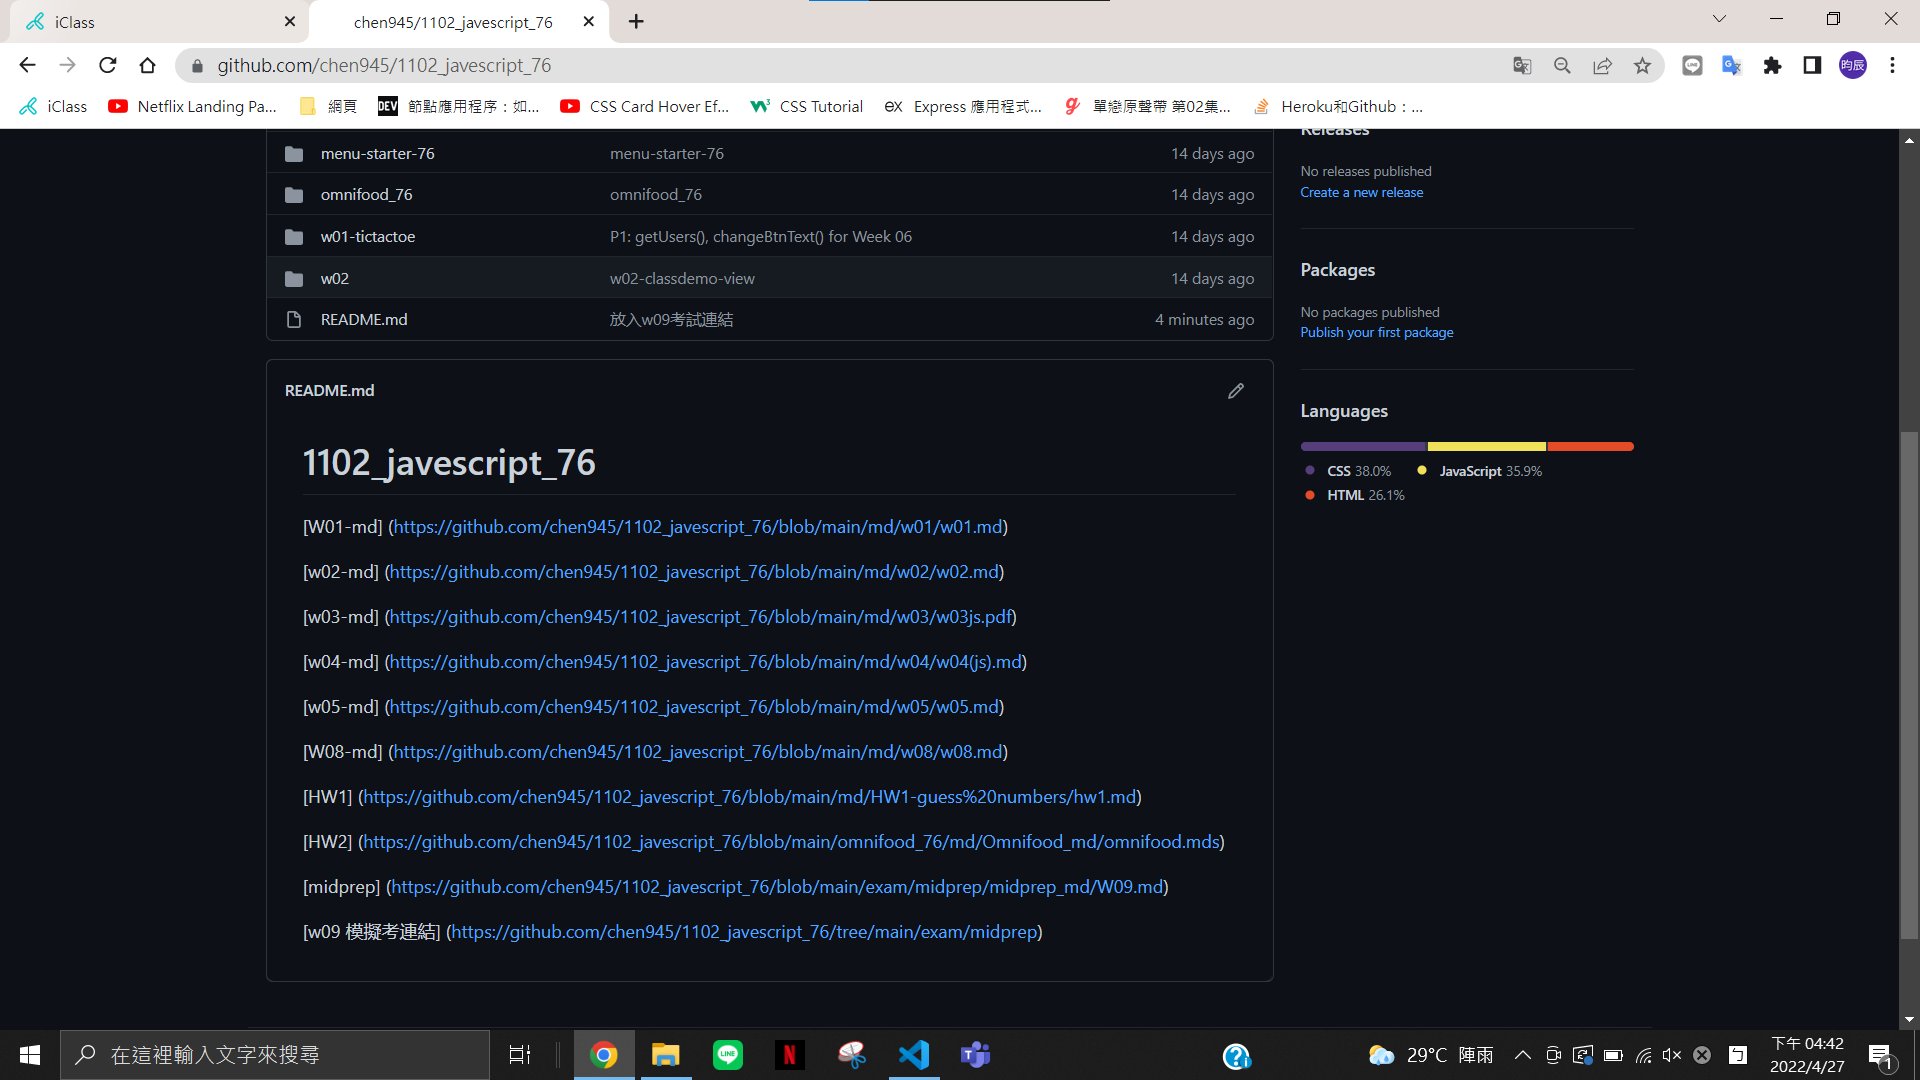 iClass
chen945/1102_javescript_76
github.com/chen945/1102_javescript_76
昀辰
iClass
Netflix Landing Pa...
網頁
DEV
節點應用程序：如...
CSS Card Hover Ef...
CSS Tutorial
EX
Express 應用程式...
單戀原聲帶 第02集...
Heroku和Github：...
menu-starter-76 menu-starter-76 14 days ago
omnifood_76 omnifood_76 14 days ago
w01-tictactoe P1: getUsers(), changeBtnText() for Week 06 14 days ago
w02 w02-classdemo-view 14 days ago
README.md 放入w09考試連結 4 minutes ago
README.md
1102_javescript_76
[W01-md] (https://github.com/chen945/1102_javescript_76/blob/main/md/w01/w01.md)
[w02-md] (https://github.com/chen945/1102_javescript_76/blob/main/md/w02/w02.md)
[w03-md] (https://github.com/chen945/1102_javescript_76/blob/main/md/w03/w03js.pdf)
[w04-md] (https://github.com/chen945/1102_javescript_76/blob/main/md/w04/w04(js).md)
[w05-md] (https://github.com/chen945/1102_javescript_76/blob/main/md/w05/w05.md)
[W08-md] (https://github.com/chen945/1102_javescript_76/blob/main/md/w08/w08.md)
[HW1] (https://github.com/chen945/1102_javescript_76/blob/main/md/HW1-guess%20numbers/hw1.md)
[HW2] (https://github.com/chen945/1102_javescript_76/blob/main/omnifood_76/md/Omnifood_md/omnifood.mds)
[midprep] (https://github.com/chen945/1102_javescript_76/blob/main/exam/midprep/midprep_md/W09.md)
[w09 模擬考連結] (https://github.com/chen945/1102_javescript_76/tree/main/exam/midprep)
Releases
No releases published
Create a new release
Packages
No packages published
Publish your first package
Languages
CSS 38.0% JavaScript 35.9%
HTML 26.1%
在這裡輸入文字來搜尋
LINE
N
29°C 陣雨
下午 04:42
2022/4/27
1